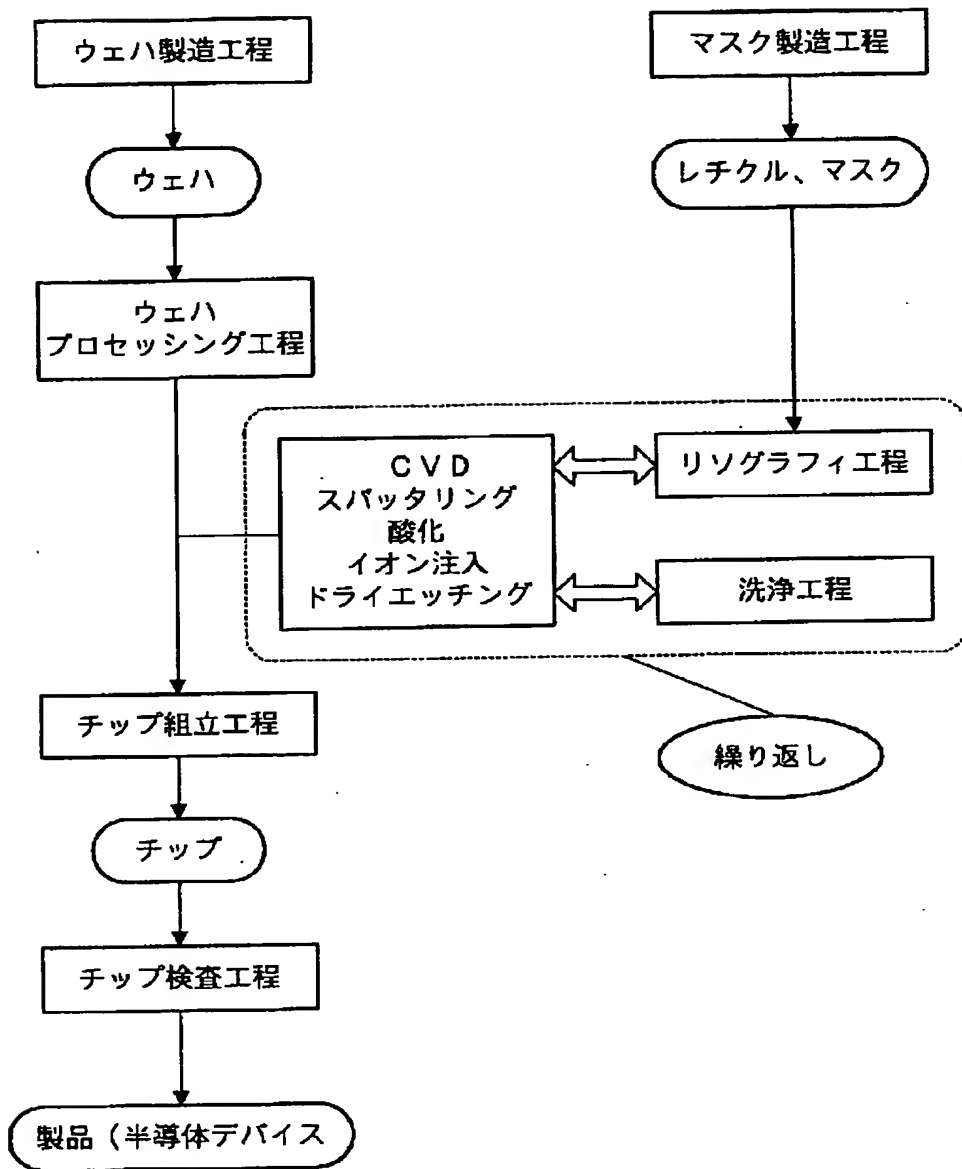 ウェハ製造工程
マスク製造工程
ウェハ
レチクル、マスク
ウェハ
プロセッシング工程
CVD
スパッタリング
酸化
イオン注入
ドライエッチング
リソグラフィ工程
洗浄工程
チップ組立工程
繰り返し
チップ
チップ検査工程
製品（半導体デバイス